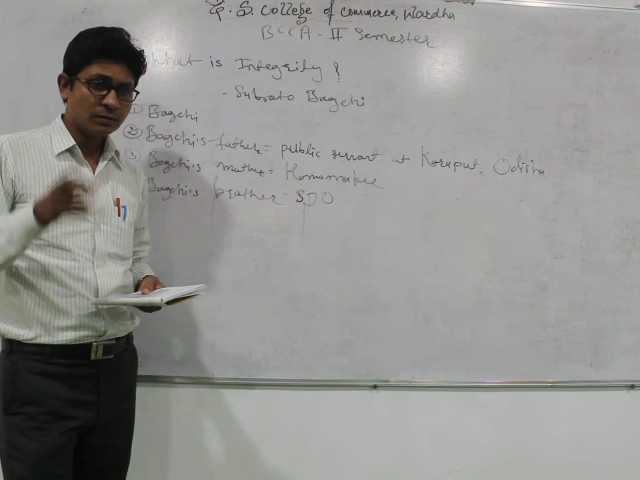 G. S. College of commerce, Wardha
BCCA - II Semester
What is Integrity?
- Subrato Bagchi
① Bagchi
② Bagchi's father = public servant at Koraput, Odisha
③ Bagchi's mother = Homemaker
Bagchi's brother = SDO